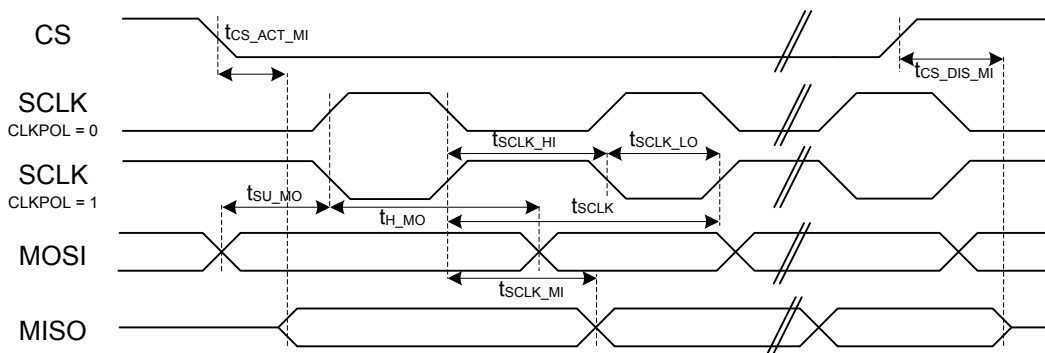 CS
tCS_ACT_MI
tCS_DIS_MI
SCLK
CLKPOL = 0
tSCLK_HI
tSCLK_LO
SCLK
CLKPOL = 1
tSU_MO
tH_MO
tSCLK
MOSI
tSCLK_MI
MISO